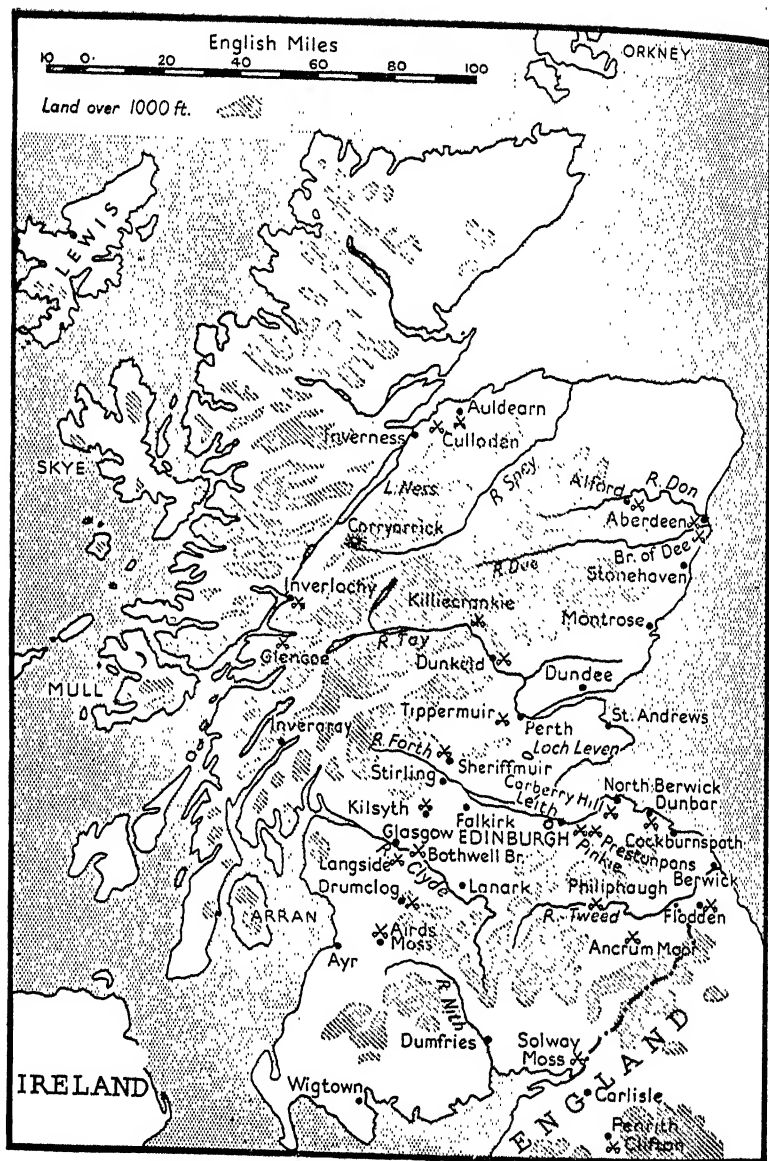 English Miles
10 0 20 40 60 80 100
Land over 1000 ft.
ORKNEY
LEWIS
SKYE
Auldearn
Inverness
Culloden
L. Ness
R. Spey
Alford
R. Don
Corryarrick
Aberdeen
Br. of Dee
R. Dee
Stonehaven
Inverlochy
Killiecrankie
Montrose
Glencoe
R. Tay
Dunkeld
MULL
Dundee
Tippermuir
Perth
St. Andrews
Inveraray
Loch Leven
R. Forth
Sheriffmuir
Stirling
Carberry Hill
North Berwick
Leith
Dunbar
Kilsyth
Falkirk
Glasgow
EDINBURGH
Cockburnspath
Prestonpans
Pinkie
Bothwell Br.
Langside
R. Clyde
Berwick
Drumclog
Lanark
Philiphaugh
ARRAN
R. Tweed
Flodden
Airds
Moss
Ancrum Moor
Ayr
R. Nith
Dumfries
Solway
Moss
ENGLAND
IRELAND
Wigtown
Carlisle
Penrith
Clifton